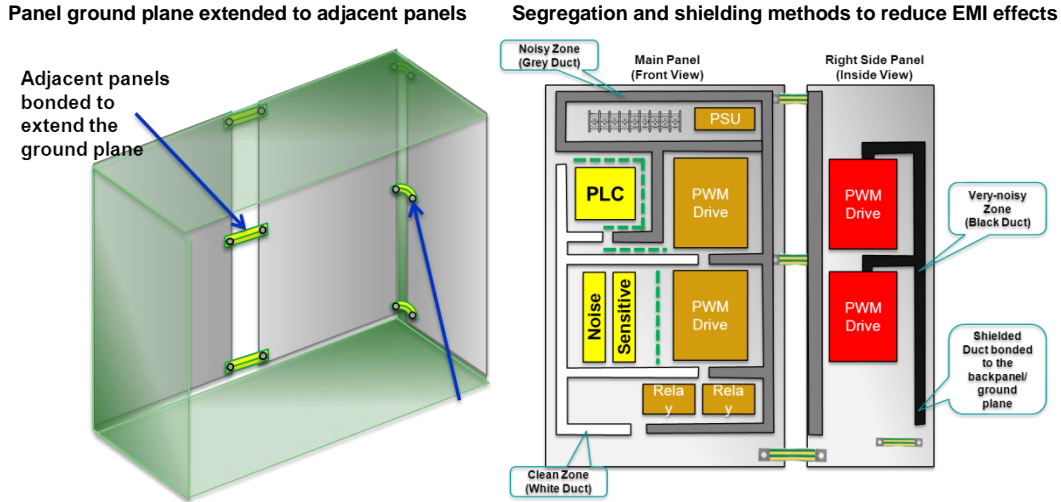 Panel ground plane extended to adjacent panels
Adjacent panels
bonded to
extend the
ground plane
Segregation and shielding methods to reduce EMI effects
Noisy Zone
(Grey Duct)
Main Panel
(Front View)
Right Side Panel
(Inside View)
PSU
PLC
PWM
Drive
PWM
Drive
Very-noisy
Zone
(Black Duct)
Noise
Sensitive
PWM
Drive
PWM
Drive
Shielded
Duct bonded
to the
backpanel/
ground
plane
Rela
y
Rela
y
Clean Zone
(White Duct)